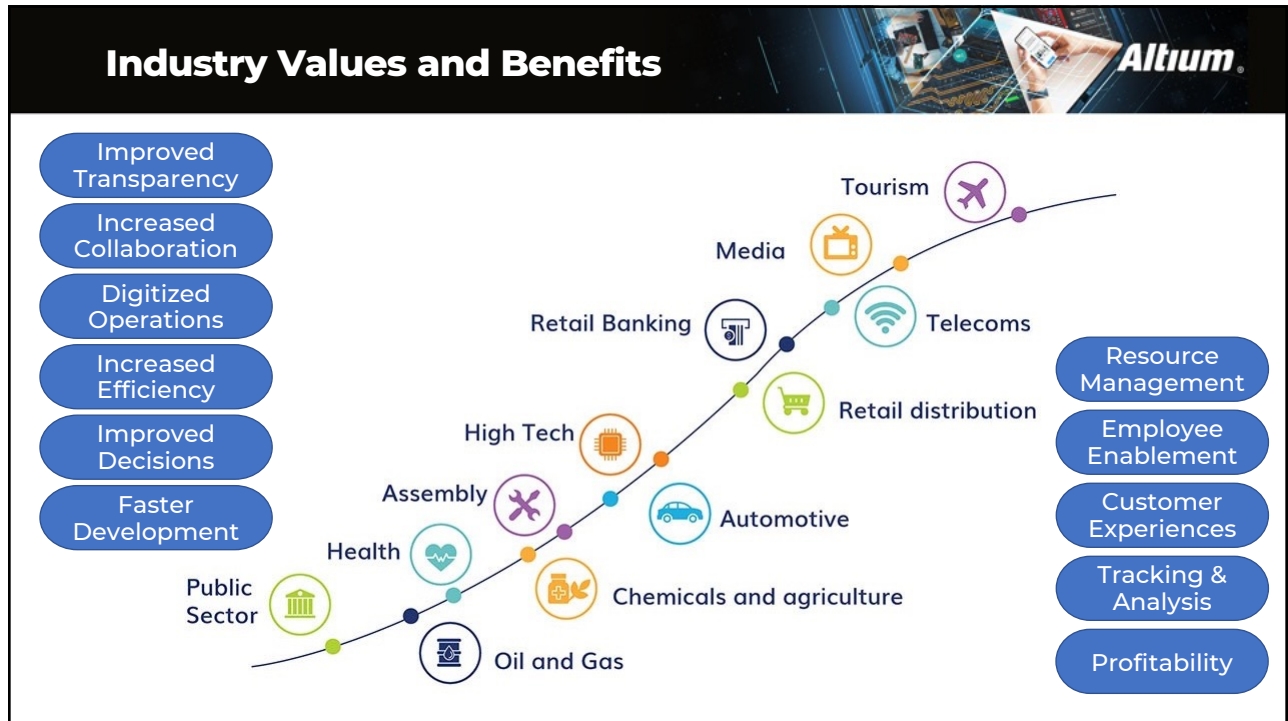 Industry Values and Benefits
Altium.
Improved
Transparency
Increased
Collaboration
Digitized
Operations
Increased
Efficiency
Improved
Decisions
Faster
Development
Tourism
Media
Retail Banking
Telecoms
Retail distribution
High Tech
Assembly
Automotive
Health
Chemicals and agriculture
Public
Sector
Oil and Gas
Resource
Management
Employee
Enablement
Customer
Experiences
Tracking &
Analysis
Profitability